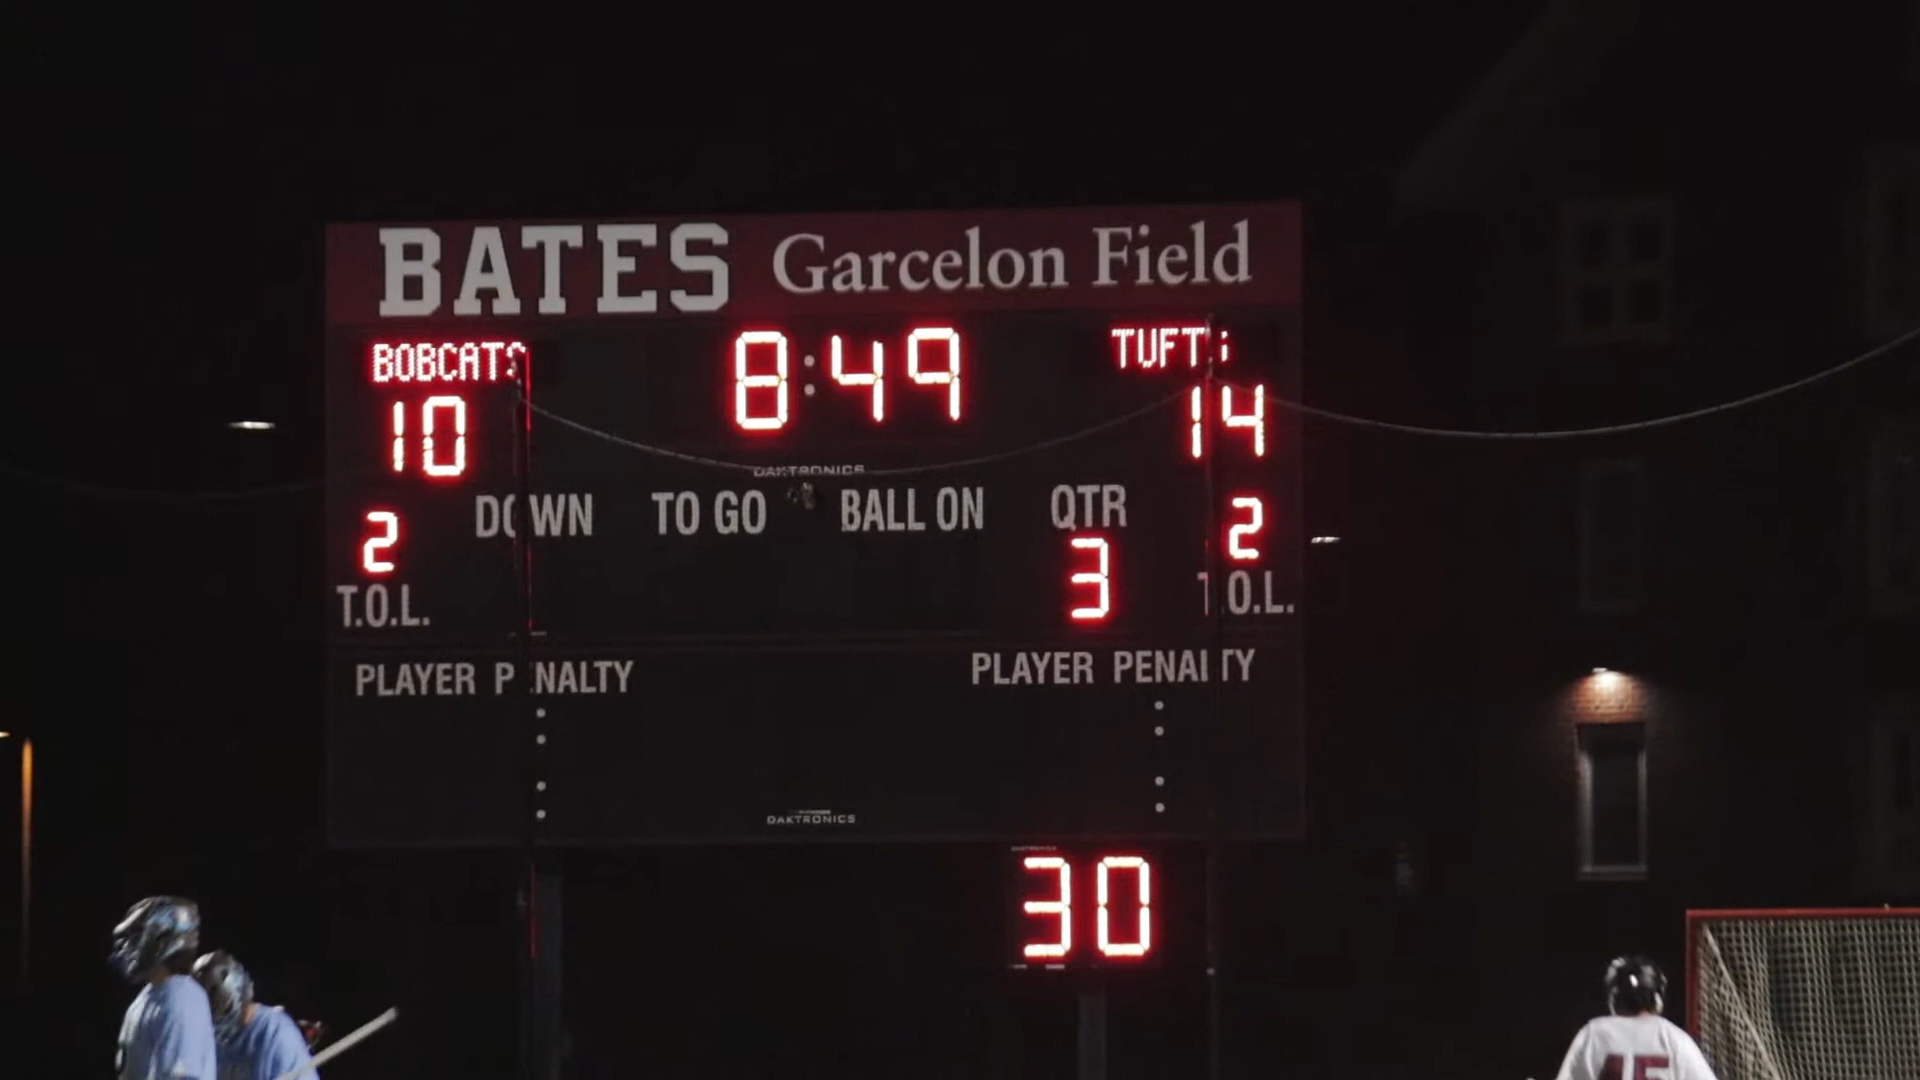 BATES Garcelon Field
BOBCATS 8:49 TUFTS
10 14
DAKTRONICS
DOWN TO GO BALL ON QTR
2 3 2
T.O.L. T.O.L.
PLAYER PENALTY PLAYER PENALTY
DAKTRONICS
30